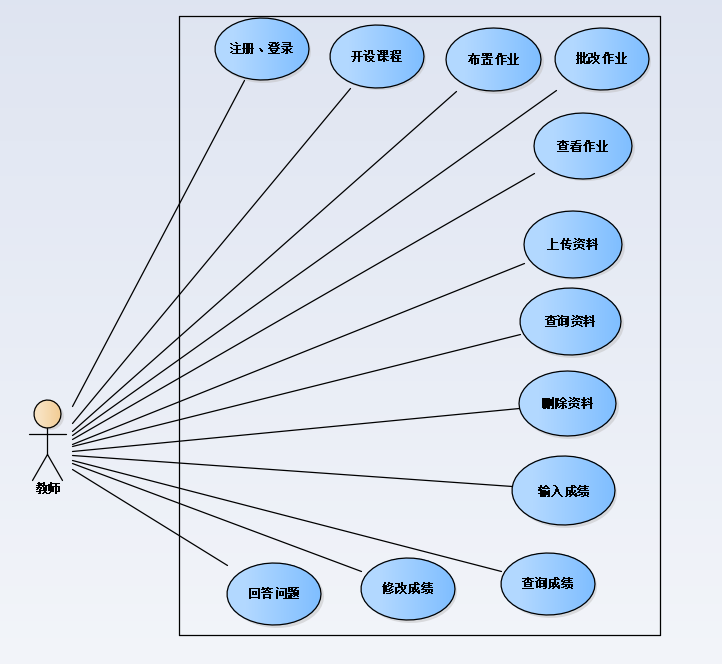 注册、登录
开设课程
布置作业
批改作业
查看作业
上传资料
查询资料
删除资料
输入成绩
教师
查询成绩
修改成绩
回答问题